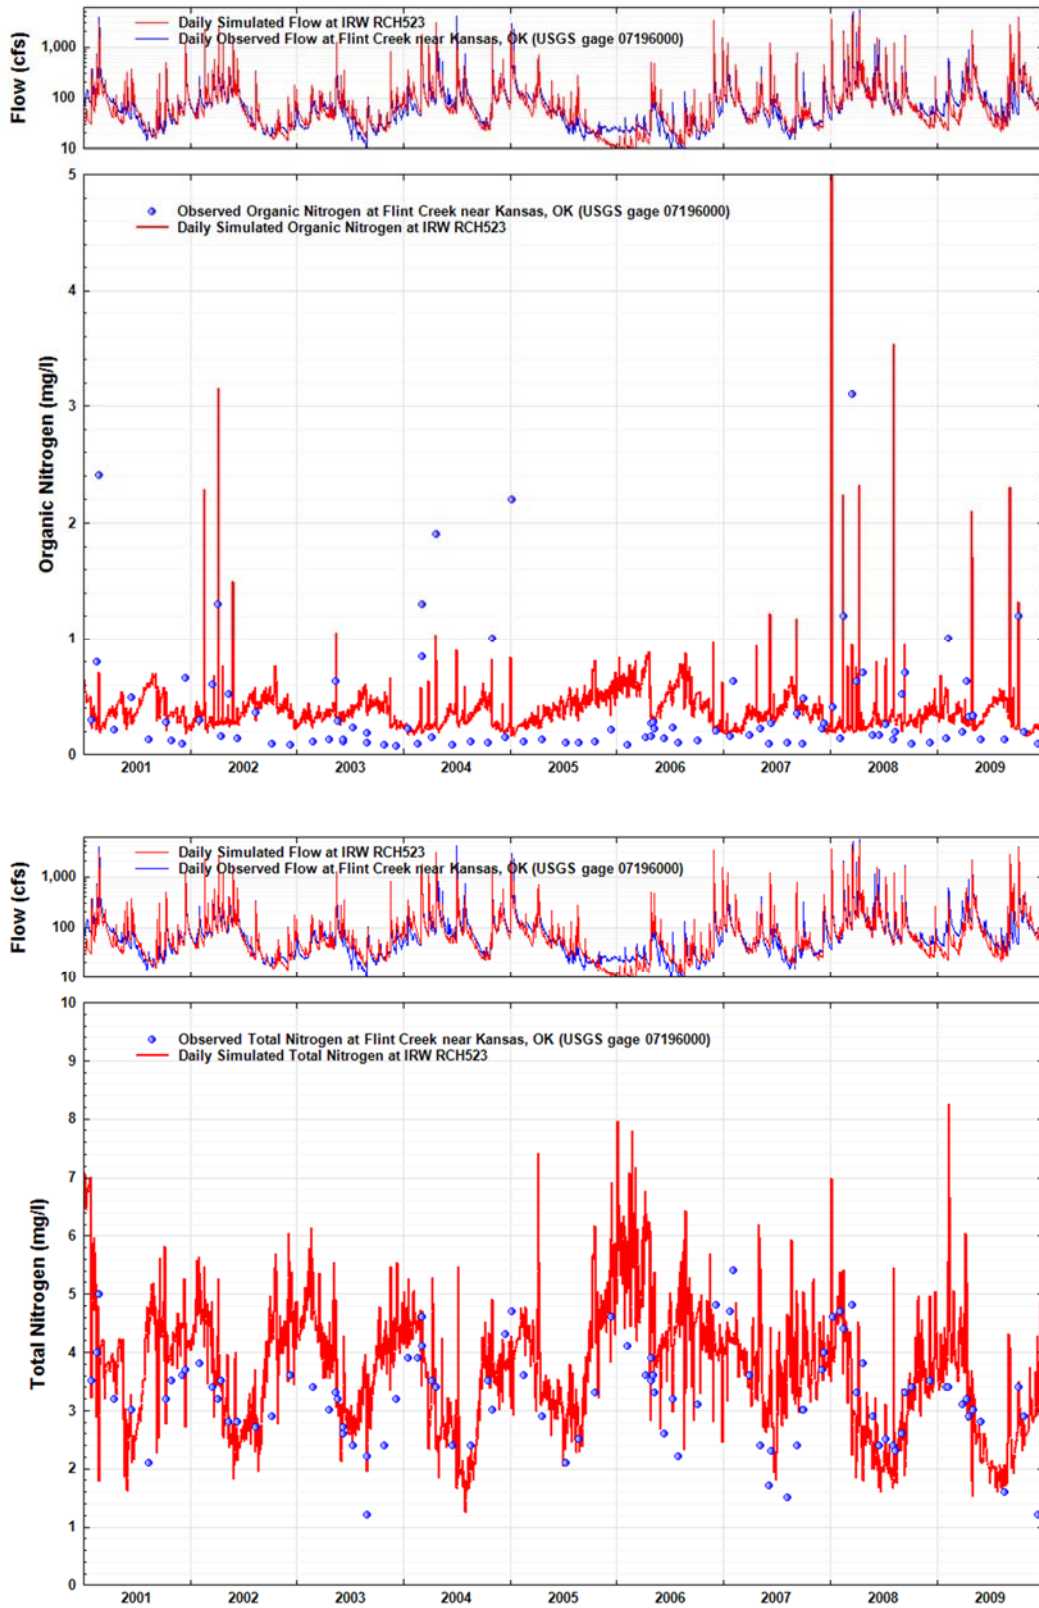 Flow (cfs)
1,000
100
10
Daily Simulated Flow at IRW RCH523
Daily Observed Flow at Flint Creek near Kansas, OK (USGS gage 07196000)
Organic Nitrogen (mg/l)
5
4
3
2
1
0
Observed Organic Nitrogen at Flint Creek near Kansas, OK (USGS gage 07196000)
Daily Simulated Organic Nitrogen at IRW RCH523
2001 2002 2003 2004 2005 2006 2007 2008 2009
Flow (cfs)
1,000
100
10
Daily Simulated Flow at IRW RCH523
Daily Observed Flow at Flint Creek near Kansas, OK (USGS gage 07196000)
Total Nitrogen (mg/l)
10
9
8
7
6
5
4
3
2
1
0
Observed Total Nitrogen at Flint Creek near Kansas, OK (USGS gage 07196000)
Daily Simulated Total Nitrogen at IRW RCH523
2001 2002 2003 2004 2005 2006 2007 2008 2009